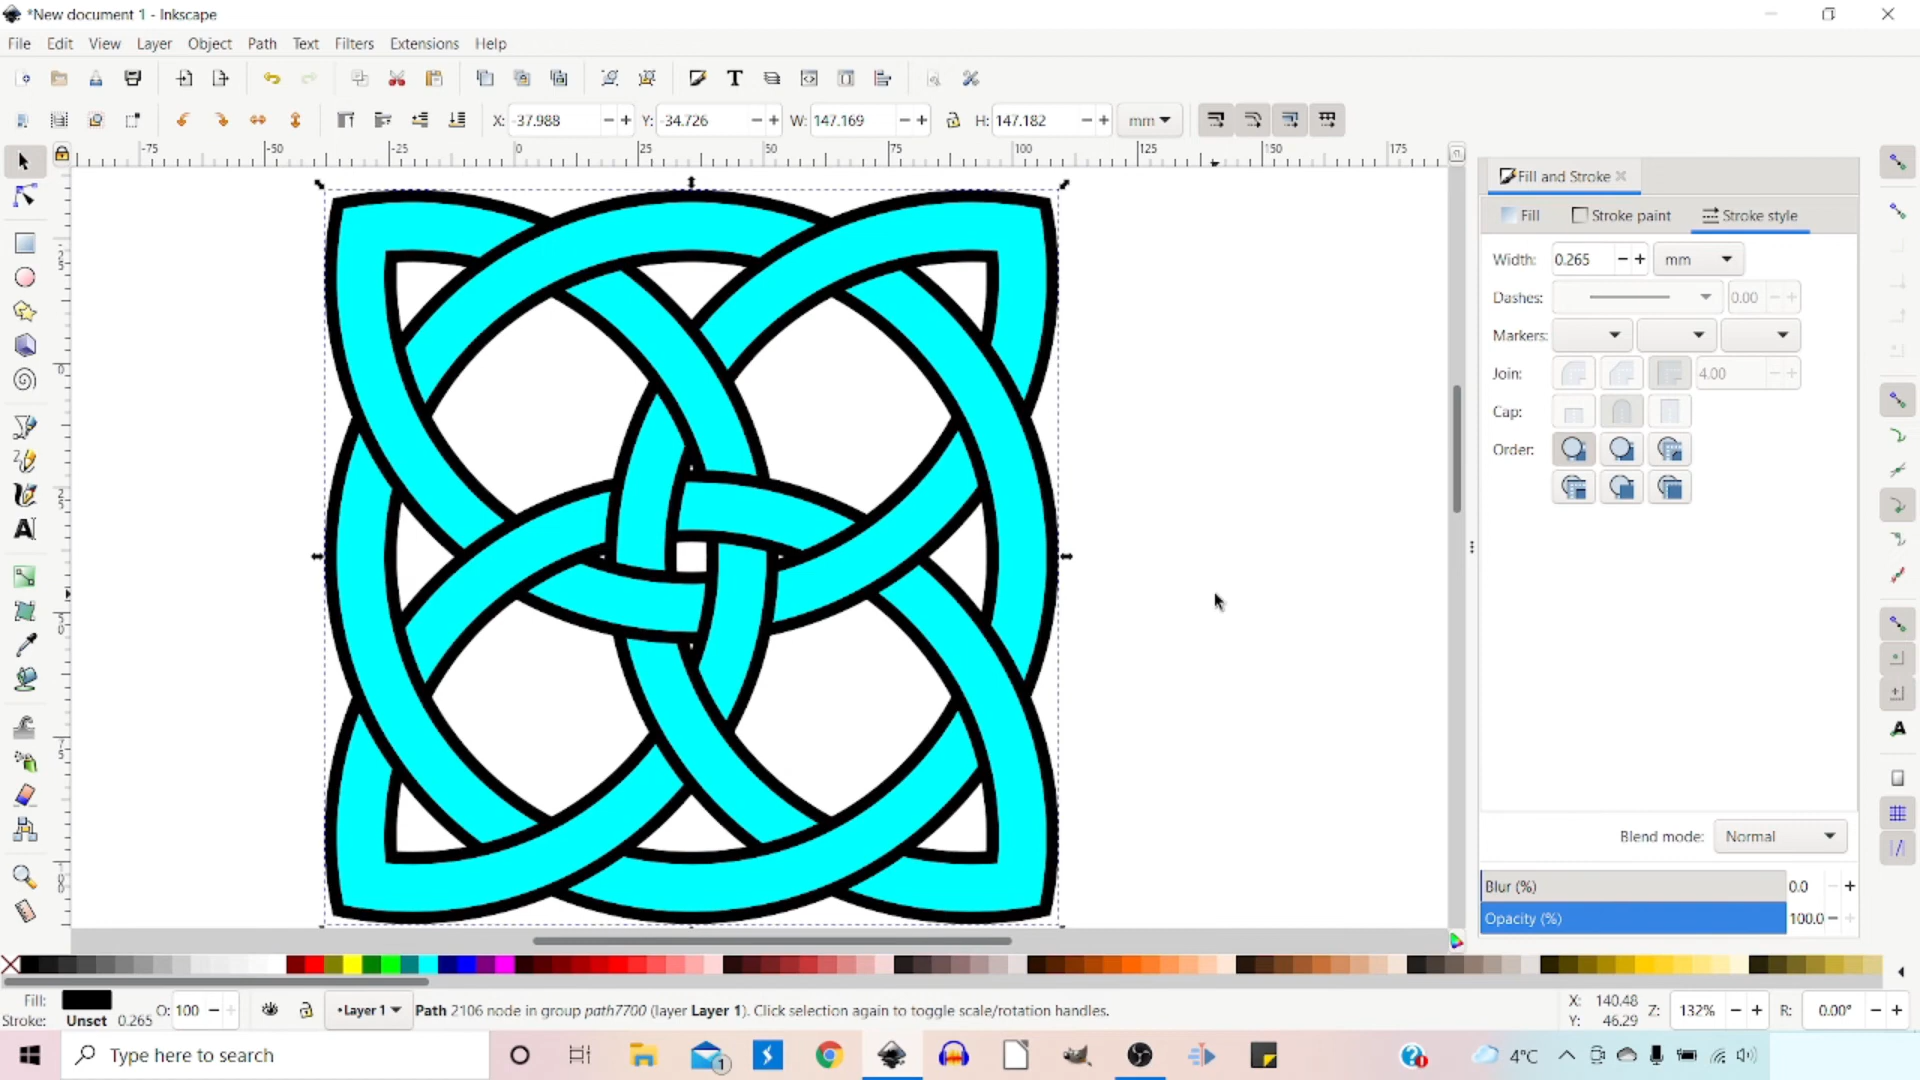 *New document 1 - Inkscape
File Edit View Layer Object Path Text Filters Extensions Help
X: -37.988 Y: -34.726 W: 147.169 H: 147.182 mm
-75 -50 -25 0 25 50 75 100 125 150 175
Fill and Stroke
Fill Stroke paint Stroke style
Width: 0.265 mm
Dashes: 0.00
Markers:
Join: 4.00
Cap:
Order:
Blend mode: Normal
Blur (%) 0.0
Opacity (%) 100.0
Fill: O: 100 Layer 1 Path 2106 node in group path7700 (layer Layer 1). Click selection again to toggle scale/rotation handles. X: 140.48 Z: 132% R: 0.00°
Stroke: Unset 0.265 Y: 46.29
Type here to search 1 4°C